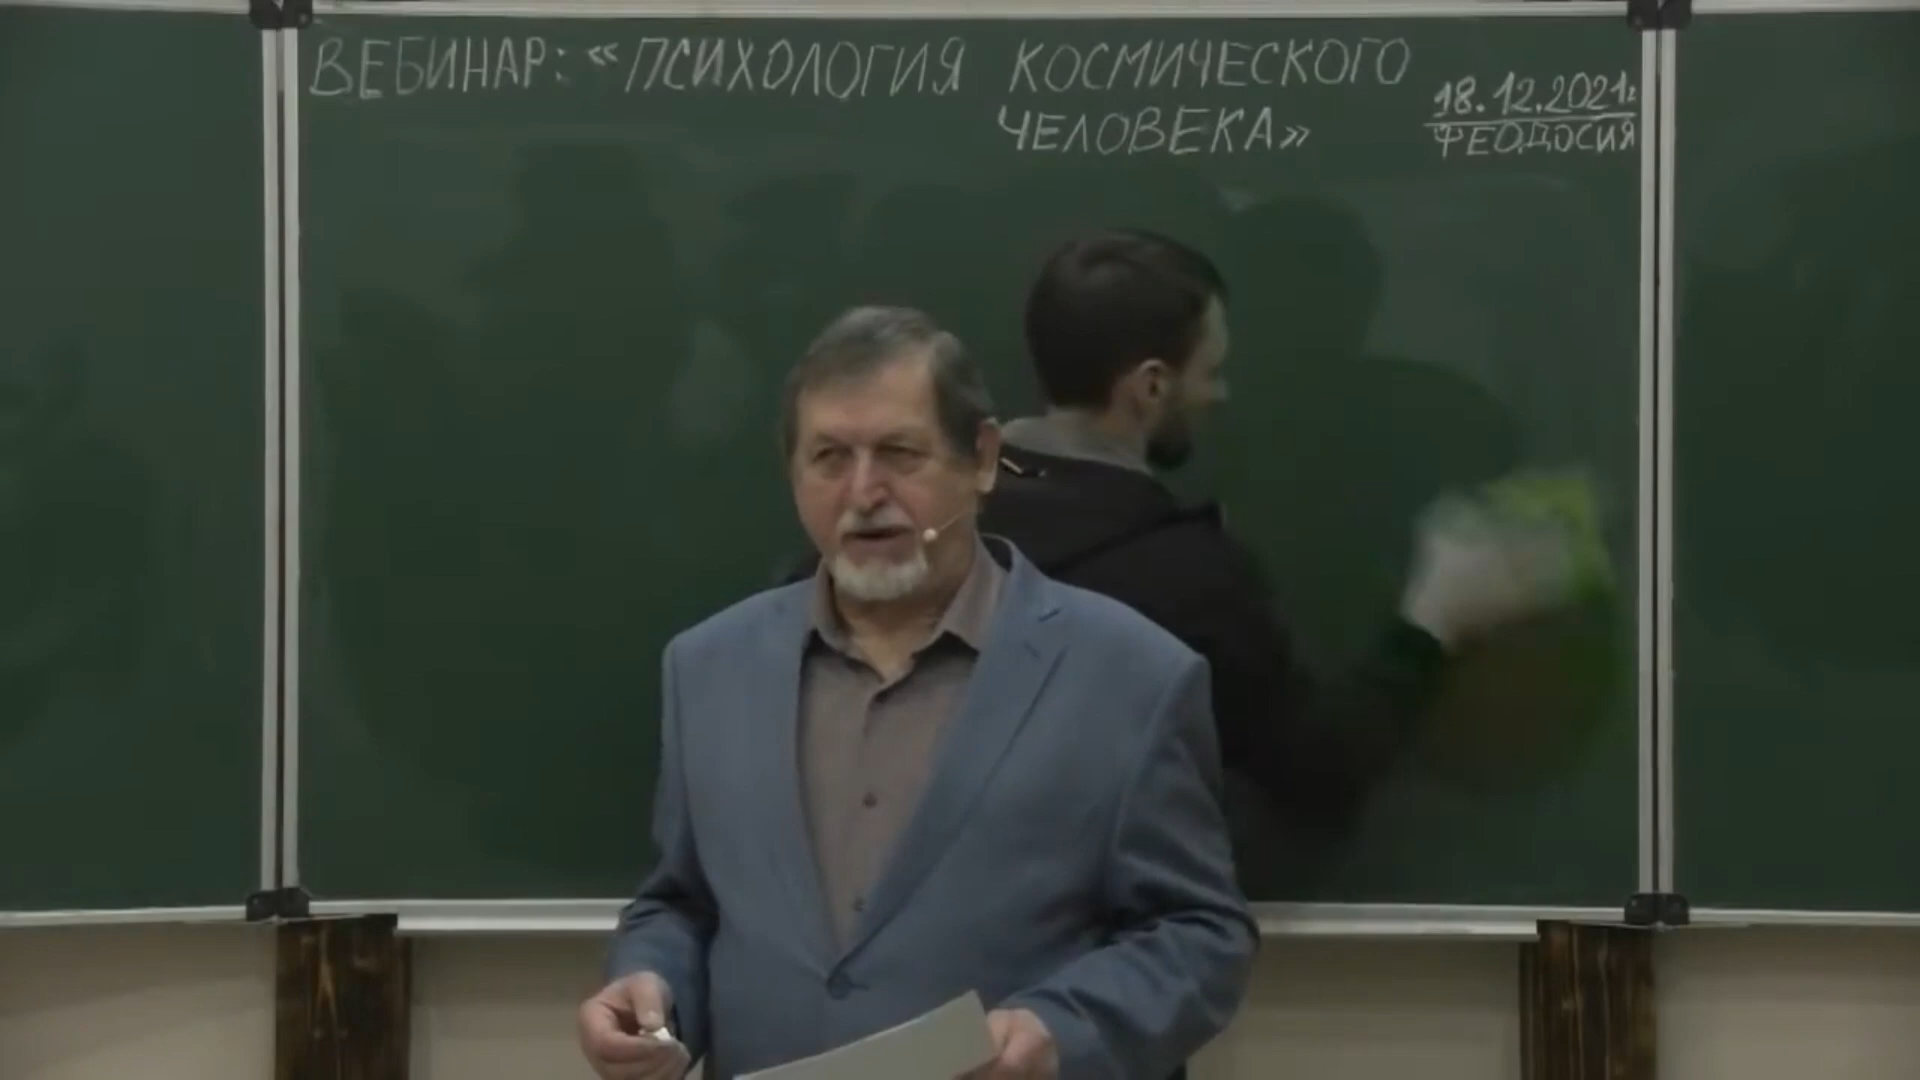 ВЕБИНАР: «ПСИХОЛОГИЯ КОСМИЧЕСКОГО
ЧЕЛОВЕКА»
18.12.2021г
ФЕОДОСИЯ